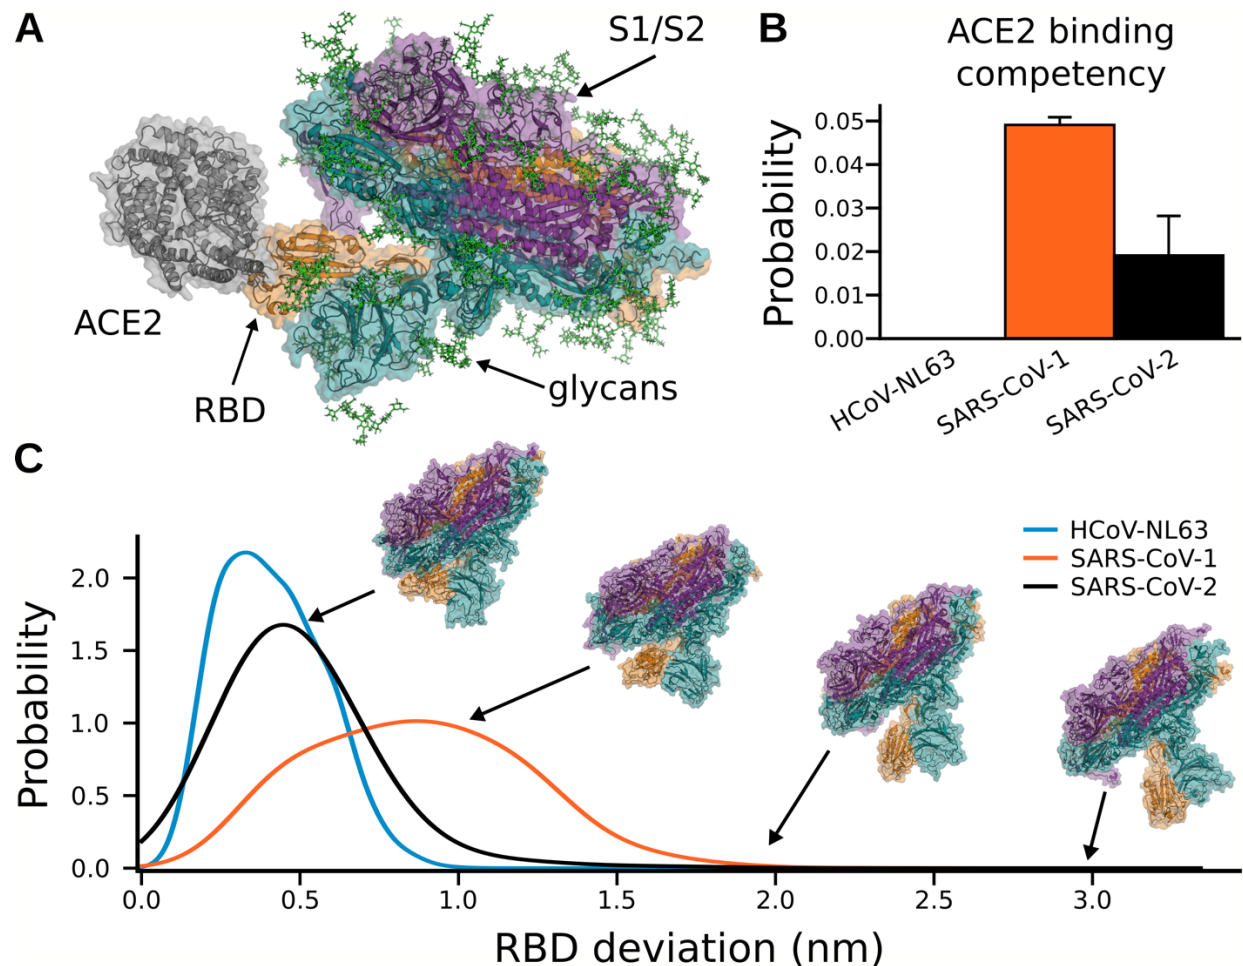 A
S1/S2
ACE2
RBD
glycans
B
ACE2 binding
competency
Probability
0.05
0.04
0.03
0.02
0.01
0.00
HCoV-NL63
SARS-CoV-1
SARS-CoV-2
C
HCoV-NL63
SARS-CoV-1
SARS-CoV-2
Probability
2.0
1.5
1.0
0.5
0.0
0.0 0.5 1.0 1.5 2.0 2.5 3.0
RBD deviation (nm)